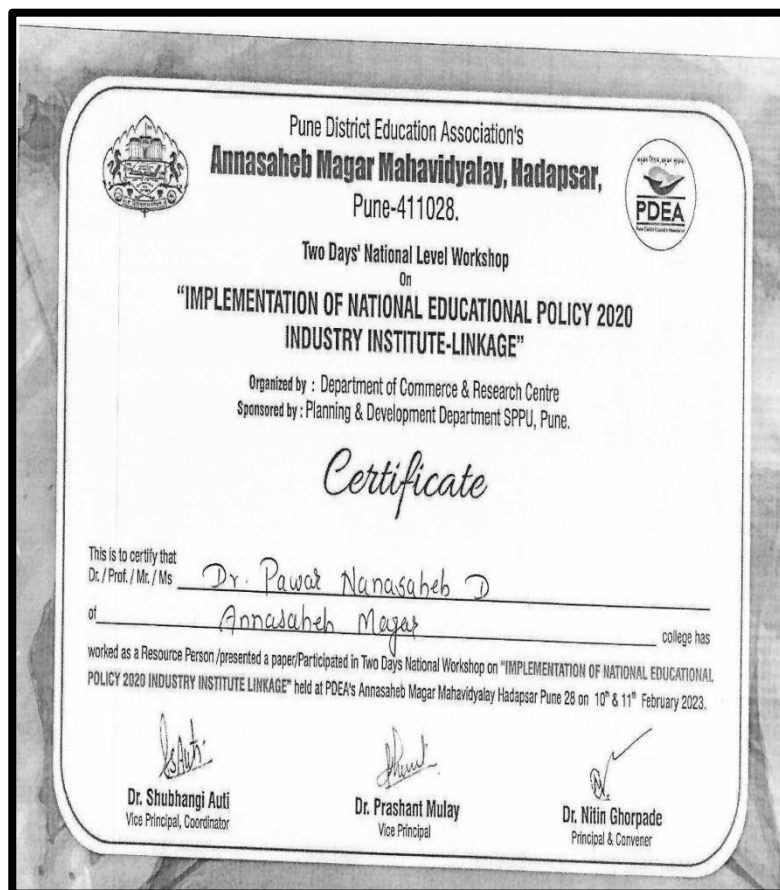 Pune District Education Association's
Annasaheb Magar Mahavidyalay, Hadapsar,
Pune-411028.
PDEA
Two Days' National Level Workshop
On
"IMPLEMENTATION OF NATIONAL EDUCATIONAL POLICY 2020
INDUSTRY INSTITUTE-LINKAGE"
Organized by : Department of Commerce & Research Centre
Sponsored by : Planning & Development Department SPPU, Pune.
Certificate
This is to certify that
Dr. / Prof. / Mr. / Ms Dr. Pawar Nanasaheb D
of Annasaheb Magar college has
worked as a Resource Person /presented a paper/Participated in Two Days National Workshop on "IMPLEMENTATION OF NATIONAL EDUCATIONAL
POLICY 2020 INDUSTRY INSTITUTE LINKAGE" held at PDEA's Annasaheb Magar Mahavidyalay Hadapsar Pune 28 on 10th & 11th February 2023.
Dr. Shubhangi Auti
Vice Principal, Coordinator
Dr. Prashant Mulay
Vice Principal
Dr. Nitin Ghorpade
Principal & Convener